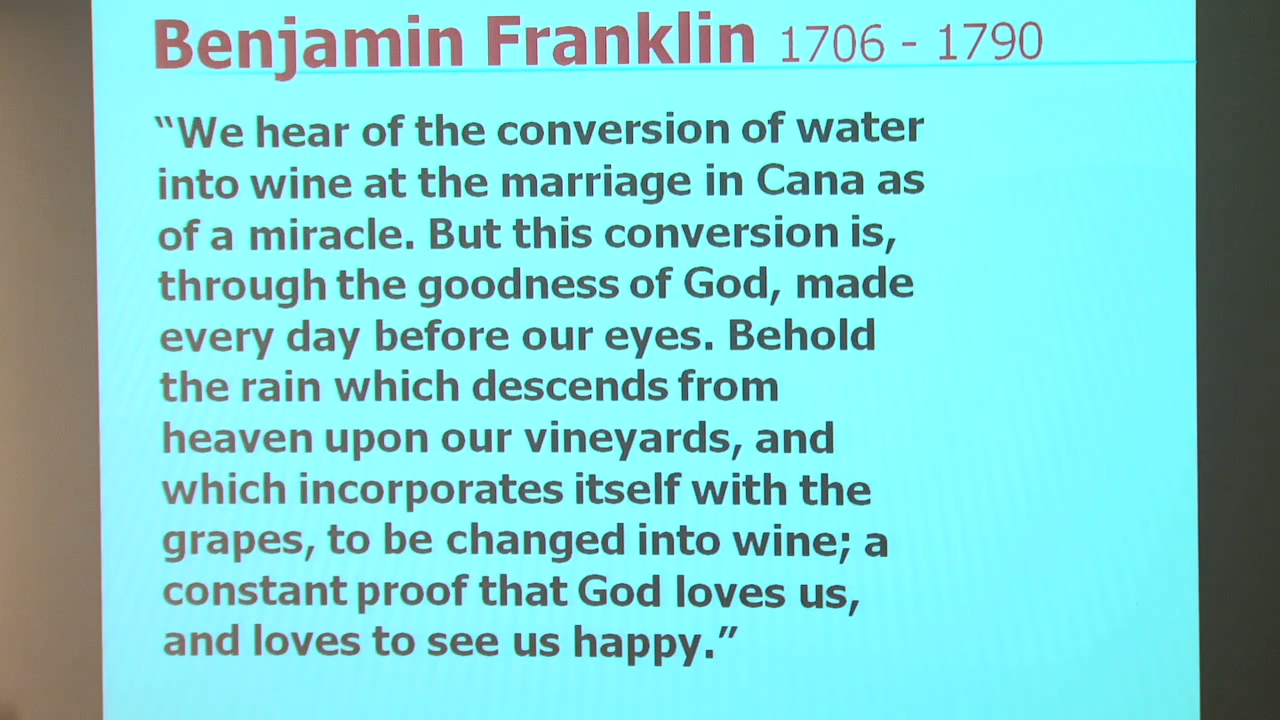 Benjamin Franklin 1706 - 1790
“We hear of the conversion of water
into wine at the marriage in Cana as
of a miracle. But this conversion is,
through the goodness of God, made
every day before our eyes. Behold
the rain which descends from
heaven upon our vineyards, and
which incorporates itself with the
grapes, to be changed into wine; a
constant proof that God loves us,
and loves to see us happy.”